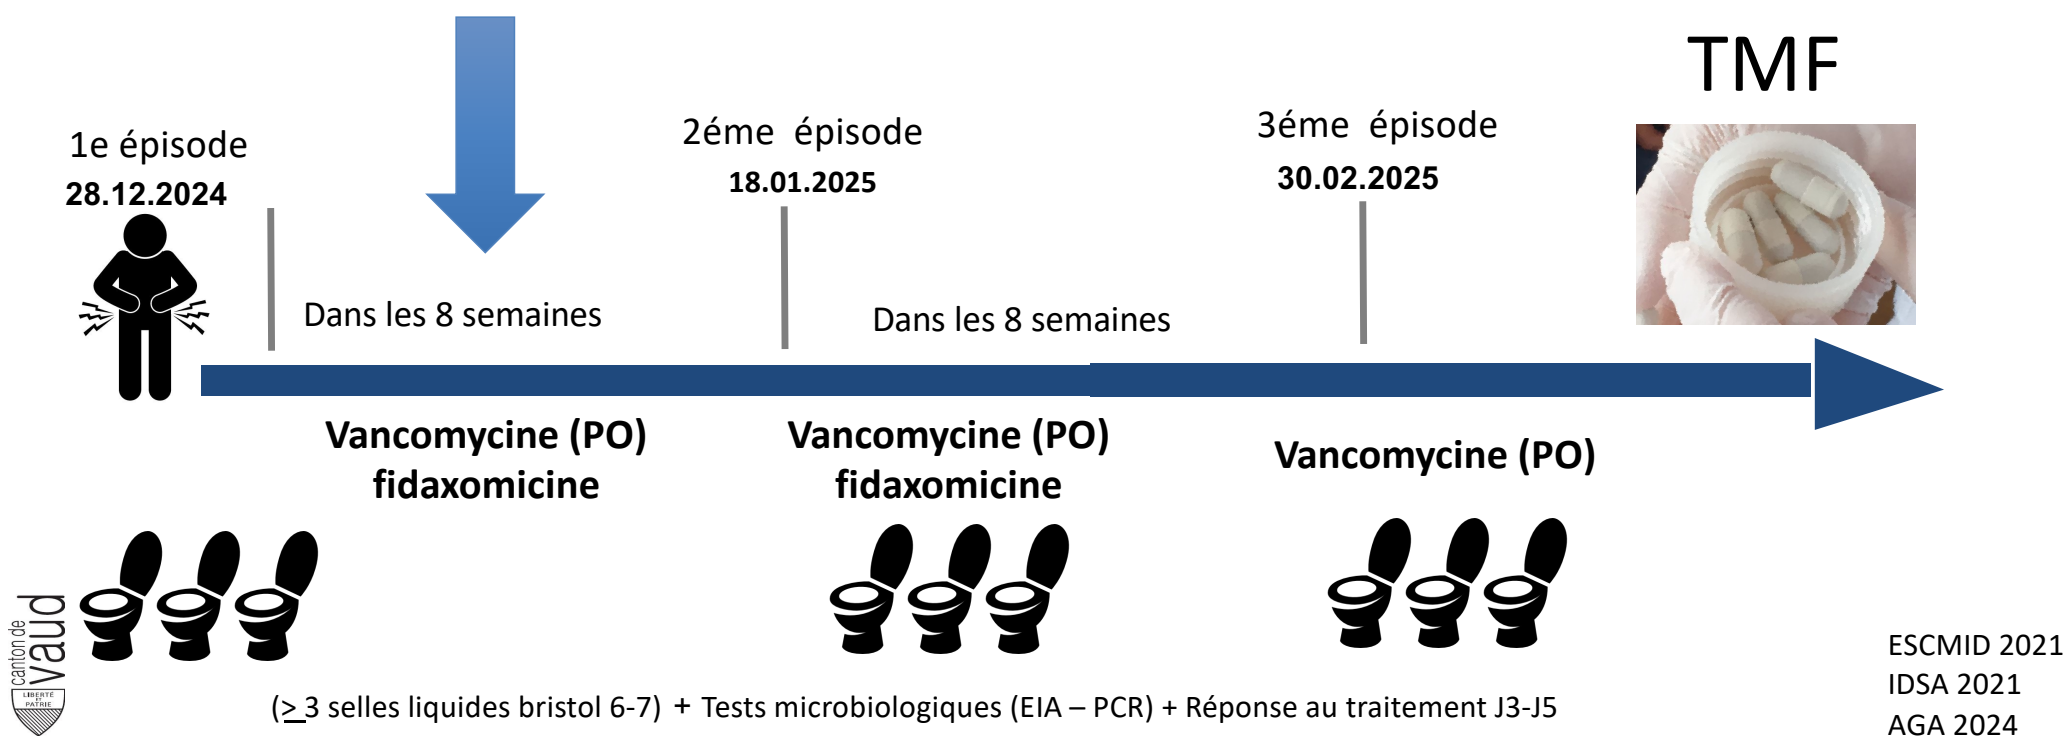 TMF
1e épisode
28.12.2024
2éme épisode
18.01.2025
3éme épisode
30.02.2025
Dans les 8 semaines
Dans les 8 semaines
Vancomycine (PO)
fidaxomicine
Vancomycine (PO)
fidaxomicine
Vancomycine (PO)
canton de
vaud
LIBERTÉ
ET
PATRIE
(≥ 3 selles liquides bristol 6-7) + Tests microbiologiques (EIA – PCR) + Réponse au traitement J3-J5
ESCMID 2021
IDSA 2021
AGA 2024